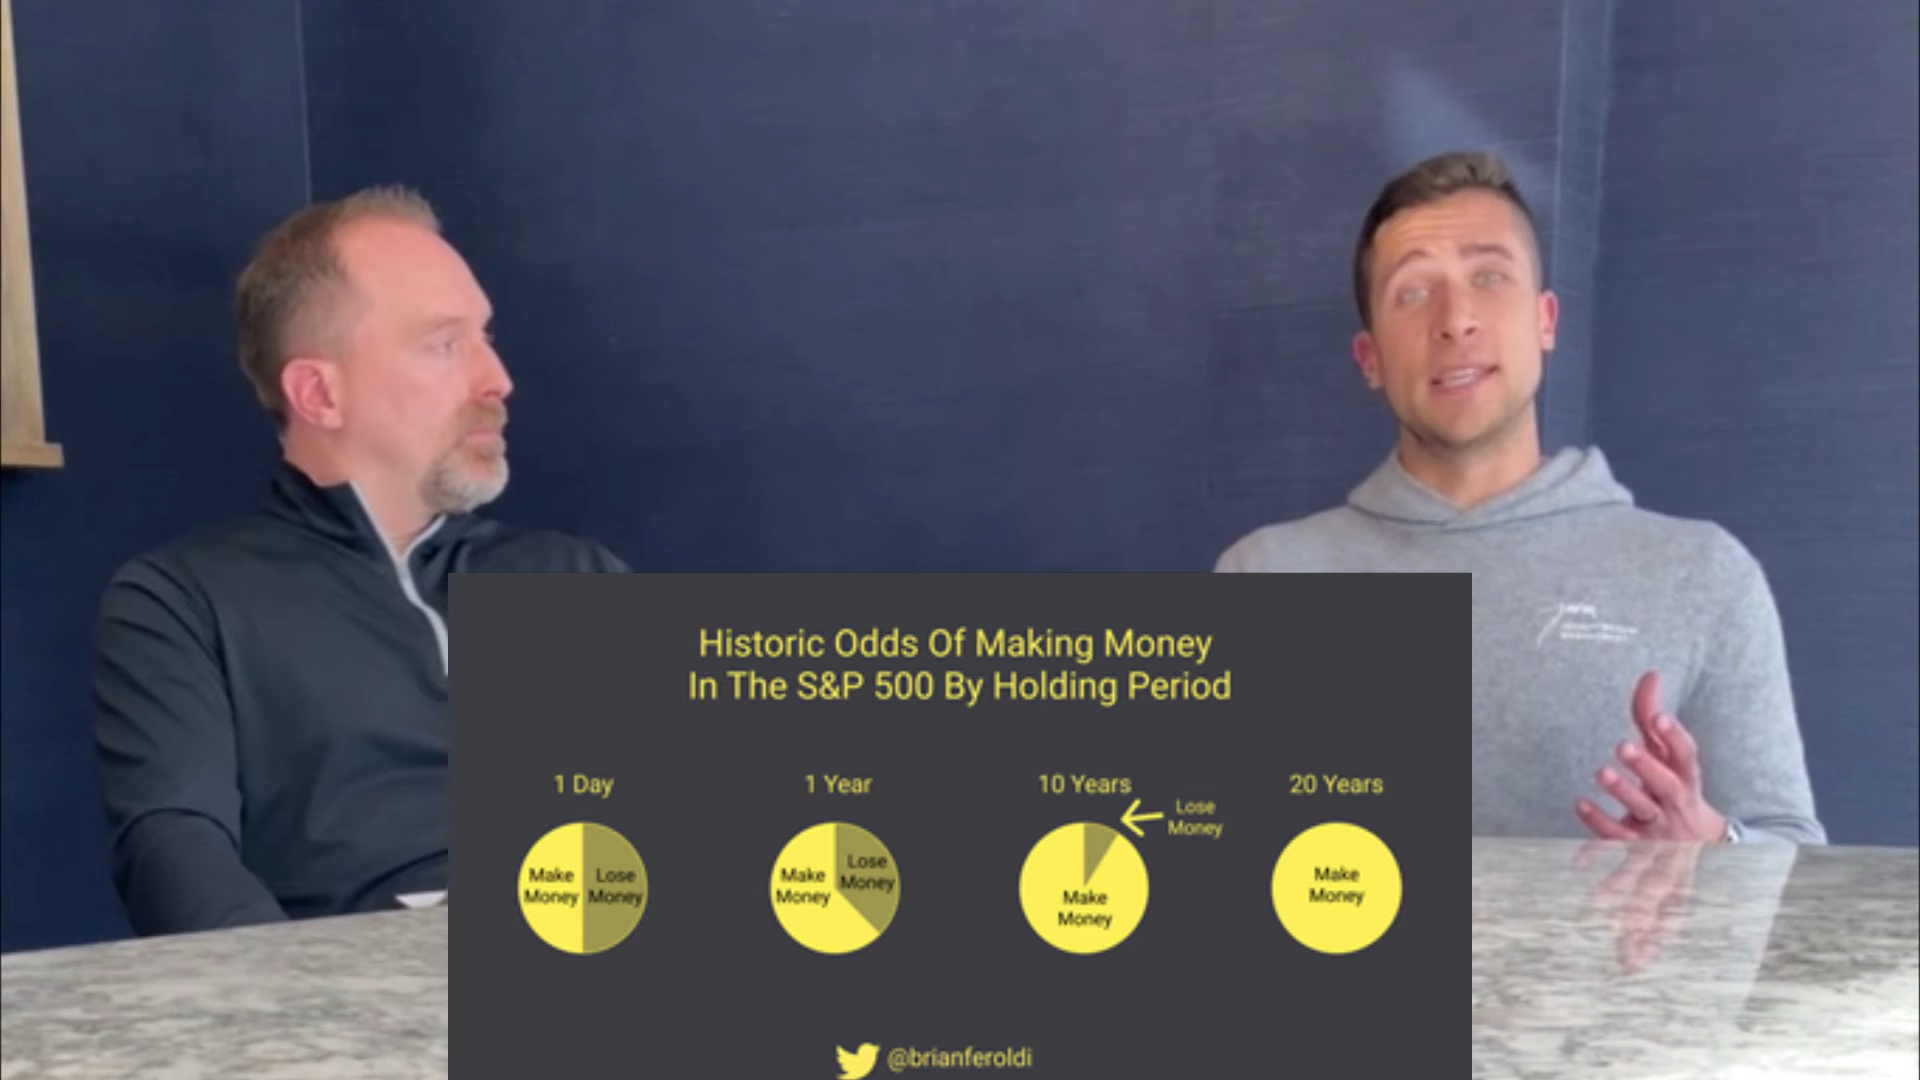 Historic Odds Of Making Money
In The S&P 500 By Holding Period
1 Day
1 Year
10 Years
20 Years
Make
Money
Lose
Money
Make
Money
Lose
Money
Lose
Money
Make
Money
Make
Money
@brianferoldi